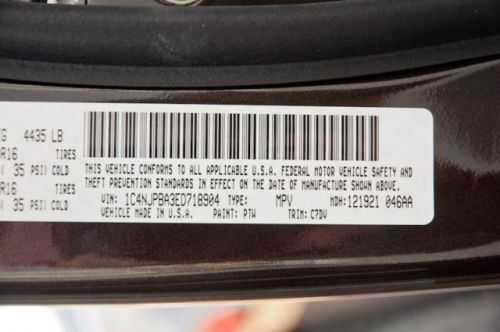 G 4435 LB
R16 TIRES
( 35 PSI) COLD
R16 TIRES
( 35 PSI) COLD
THIS VEHICLE CONFORMS TO ALL APPLICABLE U.S.A. FEDERAL MOTOR VEHICLE SAFETY AND
THEFT PREVENTION STANDARDS IN EFFECT ON THE DATE OF MANUFACTURE SHOWN ABOVE.
VIN: 1C4NJPBA3ED718904 TYPE: MPV MDH: 121921 046AA
VEHICLE MADE IN U.S.A. PAINT: PTW TRIM: C7DV